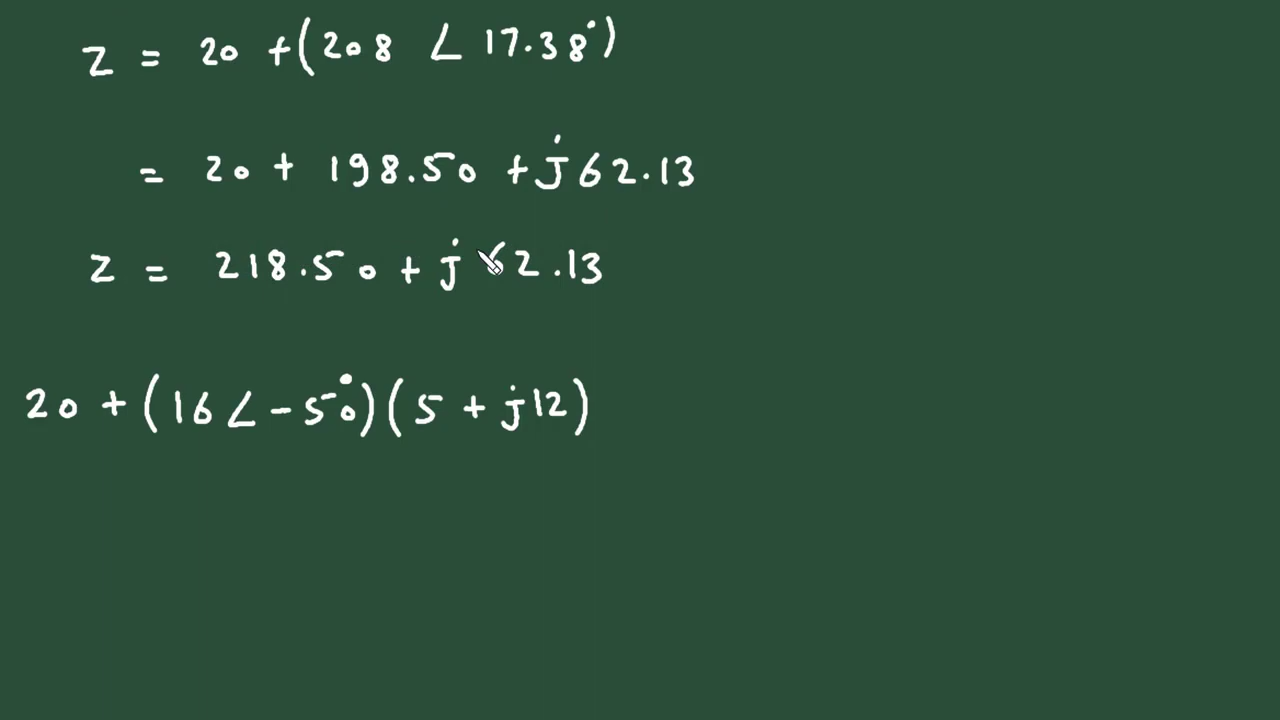 z = 20 + (208 ∠ 17.38°)
= 20 + 198.50 + j62.13
z = 218.50 + j62.13
20 + (16∠-50°)(5 + j12)